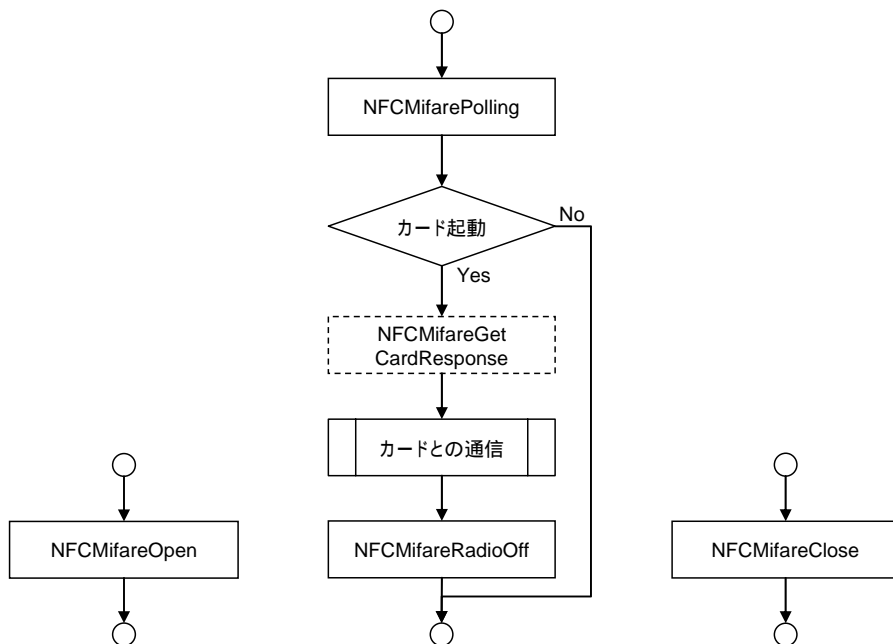 NFCMifarePolling
カード起動
No
Yes
NFCMifareGet
CardResponse
カードとの通信
NFCMifareOpen
NFCMifareRadioOff
NFCMifareClose